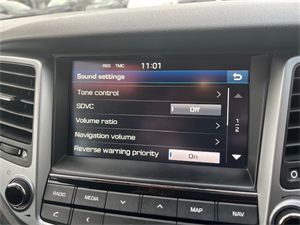 REG TMC 11:01
Sound settings
Tone control
SDVC Off
Volume ratio
1
2
Navigation volume
Reverse warning priority On
RADIO MEDIA MAP NAV